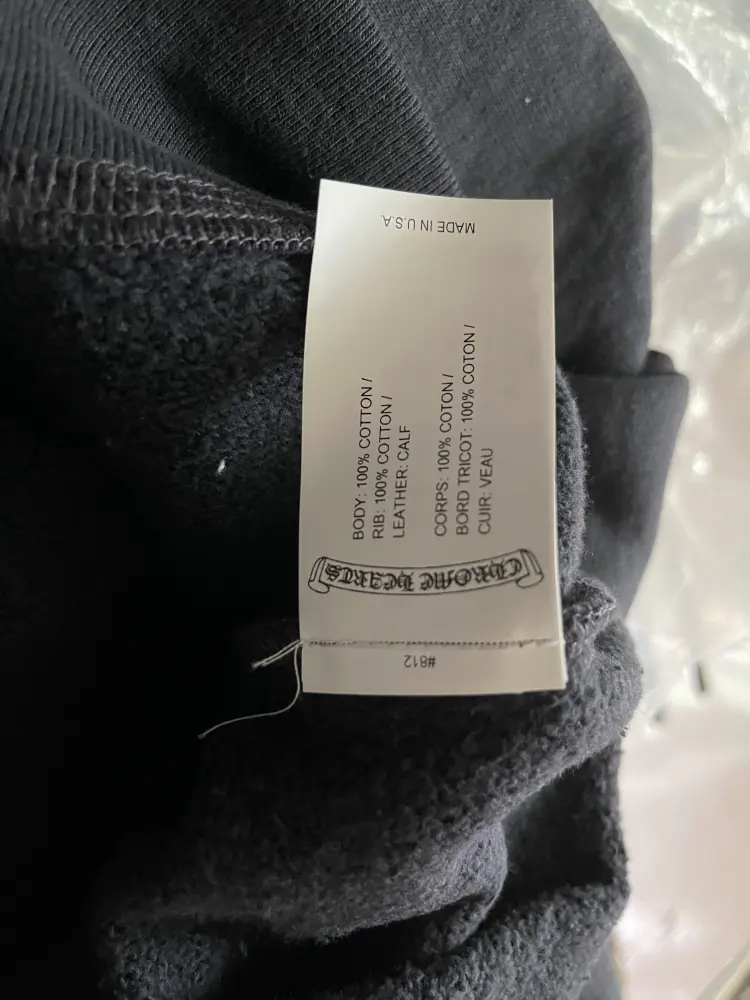 MADE IN U.S.A.
BODY: 100% COTTON /
RIB: 100% COTTON /
LEATHER: CALF
CORPS: 100% COTON /
BORD TRICOT: 100% COTON /
CUIR: VEAU
CHROME HEARTS
#812